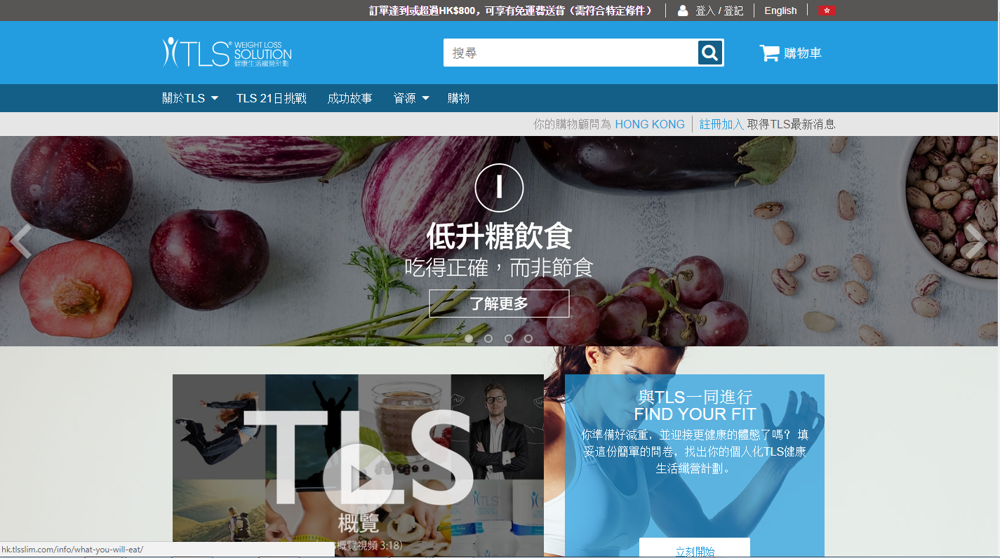 訂單達到或超過HK$800，可享有免運費送貨（需符合特定條件）
登入 / 登記
English
TLS® WEIGHT LOSS SOLUTION
健康生活纖營計劃
搜尋
購物車
關於TLS
TLS 21日挑戰
成功故事
資源
購物
你的購物顧問為 HONG KONG
註冊加入 取得TLS最新消息
低升糖飲食
吃得正確，而非節食
了解更多
TLS
概覽
概覽視頻 3:18)
TLS
SOLUTION
與TLS一同進行
FIND YOUR FIT
你準備好減重，並迎接更健康的體態了嗎？ 填
妥這份簡單的問卷，找出你的個人化TLS健康
生活纖營計劃。
立刻開始
hk.tlsslim.com/info/what-you-will-eat/